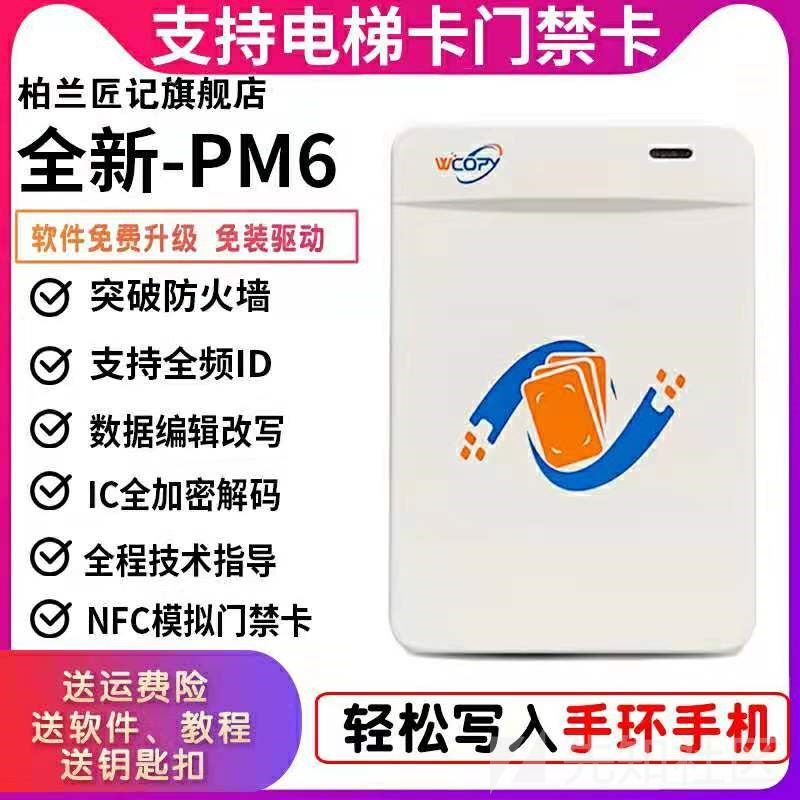 支持电梯卡门禁卡
柏兰匠记旗舰店
全新-PM6
软件免费升级 免装驱动
WCOPY
突破防火墙
支持全频ID
数据编辑改写
IC全加密解码
全程技术指导
NFC模拟门禁卡
送运费险
送软件、教程
送钥匙扣
轻松写入手环手机
先知社区